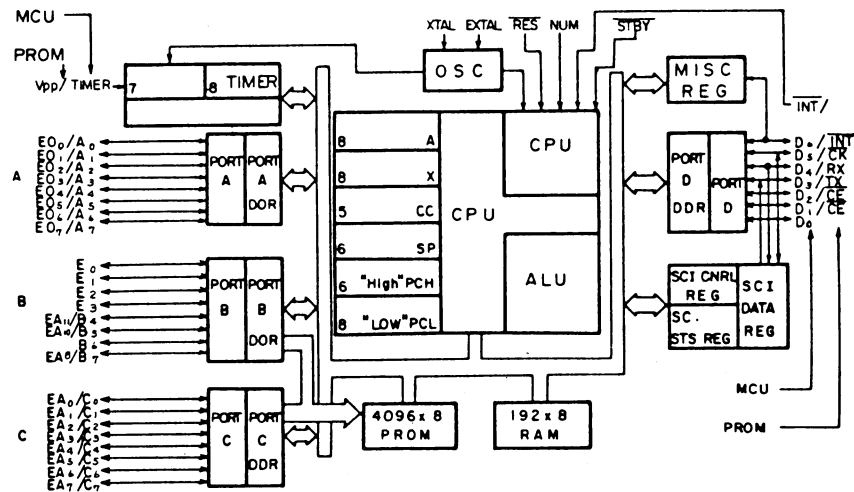 MCU
PROM
Vpp/TIMER
7
8 TIMER
XTAL EXTAL RES NUM STBY
OSC
MISC REG
INT/
A
EO0/A0
EO1/A1
EO2/A2
EO3/A3
EO4/A4
EO5/A5
EO6/A6
EO7/A7
PORT A
PORT A DOR
8 A
8 X
5 CC
6 SP
6 "High" PCH
8 "LOW" PCL
CPU
CPU
ALU
PORT D DDR
PORT D
D6/INT
D5/CK
D4/RX
D3/TX
D2/CE
D1/CE
D0
B
E0
E1
E2
E3
EA11/B4
EA10/B5
B6
EA8/B7
PORT B
PORT B DOR
SCI CNRL REG
SC. STS REG
SCI DATA REG
C
EA0/C0
EA1/C1
EA2/C2
EA3/C3
EA4/C4
EA5/C5
EA6/C6
EA7/C7
PORT C
PORT C DDR
4096x8
PROM
192x8
RAM
MCU
PROM